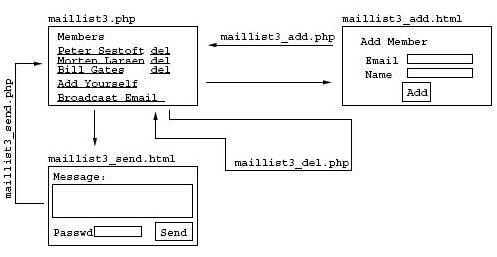 maillist3.php
Members
Peter Sestoft del
Morten Larsen del
Bill Gates del
Add Yourself
Broadcast Email
maillist3_add.php
maillist3_add.html
Add Member
Email
Name
Add
maillist3_send.php
maillist3_del.php
maillist3_send.html
Message:
Passwd
Send